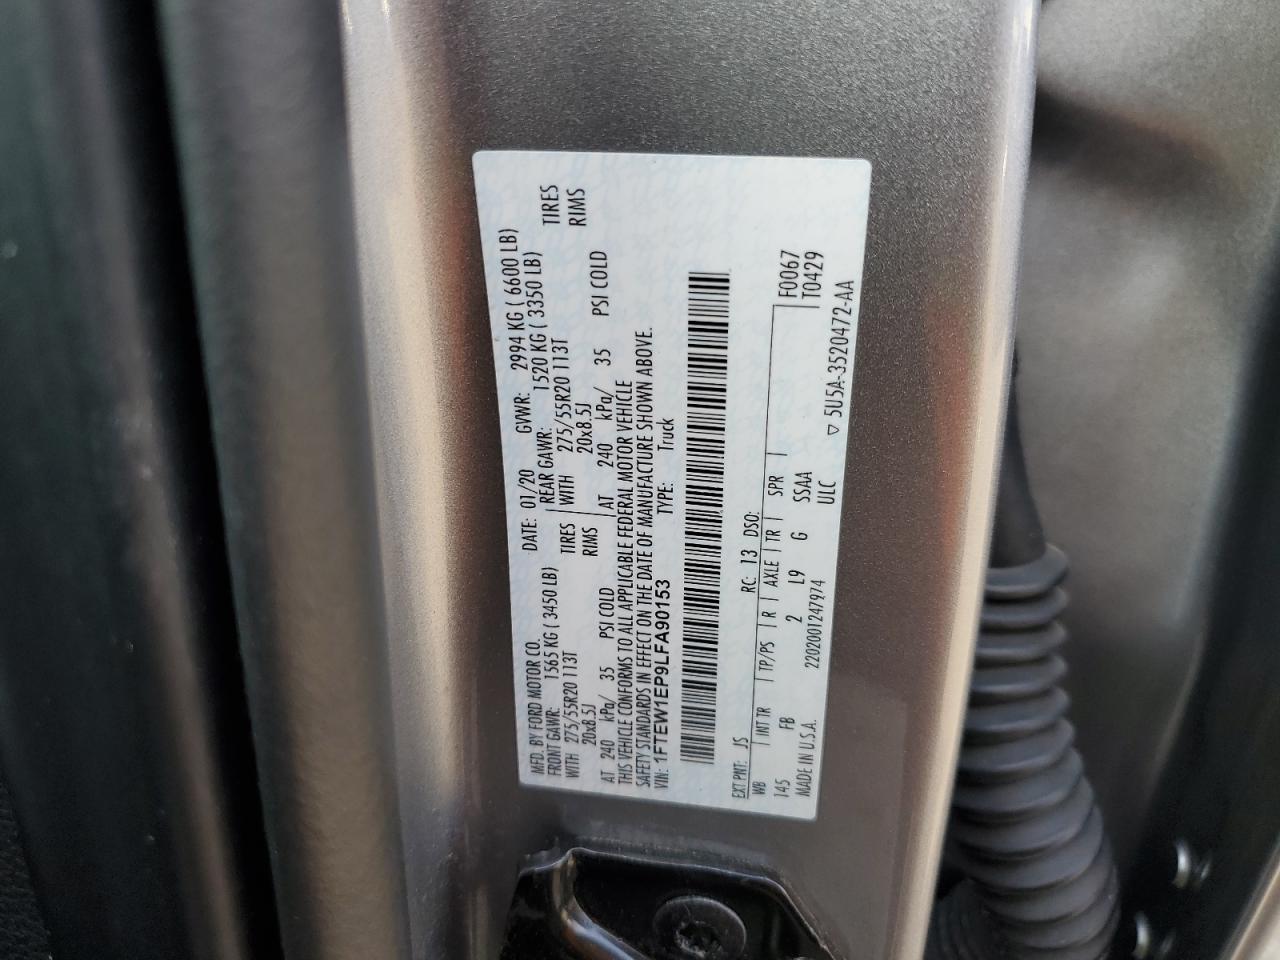 MFD. BY FORD MOTOR CO. DATE: 01/20 GVWR: 2994 KG ( 6600 LB)
FRONT GAWR: 1565 KG ( 3450 LB) REAR GAWR: 1520 KG ( 3350 LB)
WITH 275/55R20 113T TIRES WITH 275/55R20 113T TIRES
20x8.5J RIMS 20x8.5J RIMS
AT 240 kPa/ 35 PSI COLD AT 240 kPa/ 35 PSI COLD
THIS VEHICLE CONFORMS TO ALL APPLICABLE FEDERAL MOTOR VEHICLE
SAFETY STANDARDS IN EFFECT ON THE DATE OF MANUFACTURE SHOWN ABOVE.
VIN: 1FTEW1EP9LFA90153 TYPE: Truck
EXT PNT: JS RC: 13 DSO: F0067
WB INT TR TP/PS R AXLE TR SPR T0429
145 FB 2 L9 G SSAA
MADE IN U.S.A. 2202001247974 ULC ▽ 5U5A-3520472-AA